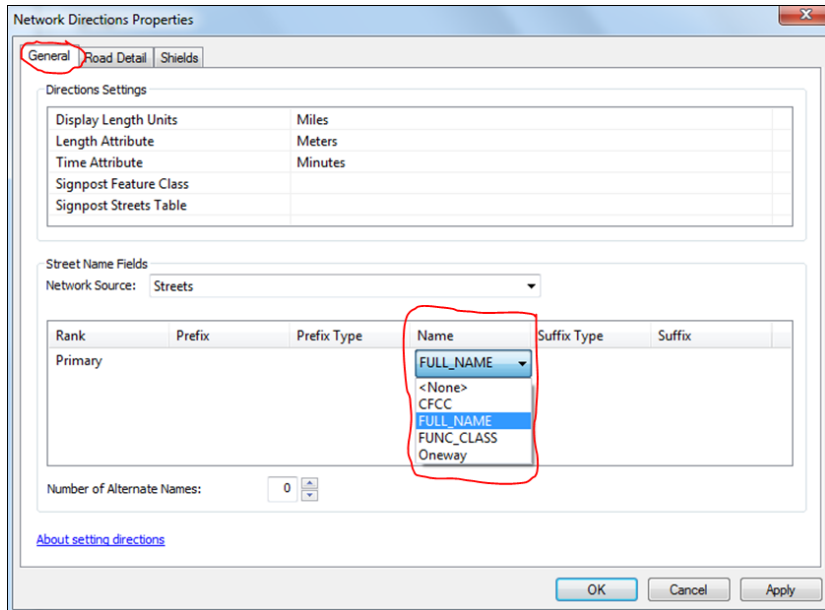 Network Directions Properties
General Road Detail Shields
Directions Settings
Display Length Units Miles
Length Attribute Meters
Time Attribute Minutes
Signpost Feature Class
Signpost Streets Table
Street Name Fields
Network Source: Streets
Rank Prefix Prefix Type Name Suffix Type Suffix
Primary FULL_NAME
<None>
CFCC
FULL_NAME
FUNC_CLASS
Oneway
Number of Alternate Names: 0
About setting directions
OK Cancel Apply